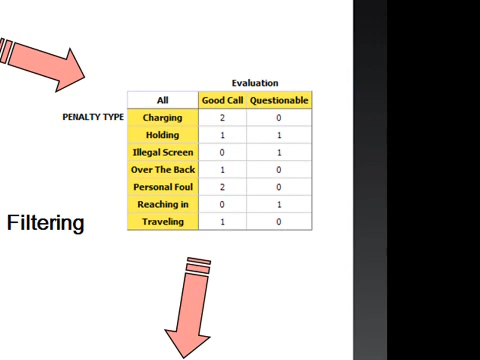 Evaluation
All Good Call Questionable
PENALTY TYPE Charging 2 0
Holding 1 1
Illegal Screen 0 1
Over The Back 1 0
Personal Foul 2 0
Reaching in 0 1
Traveling 1 0
Filtering